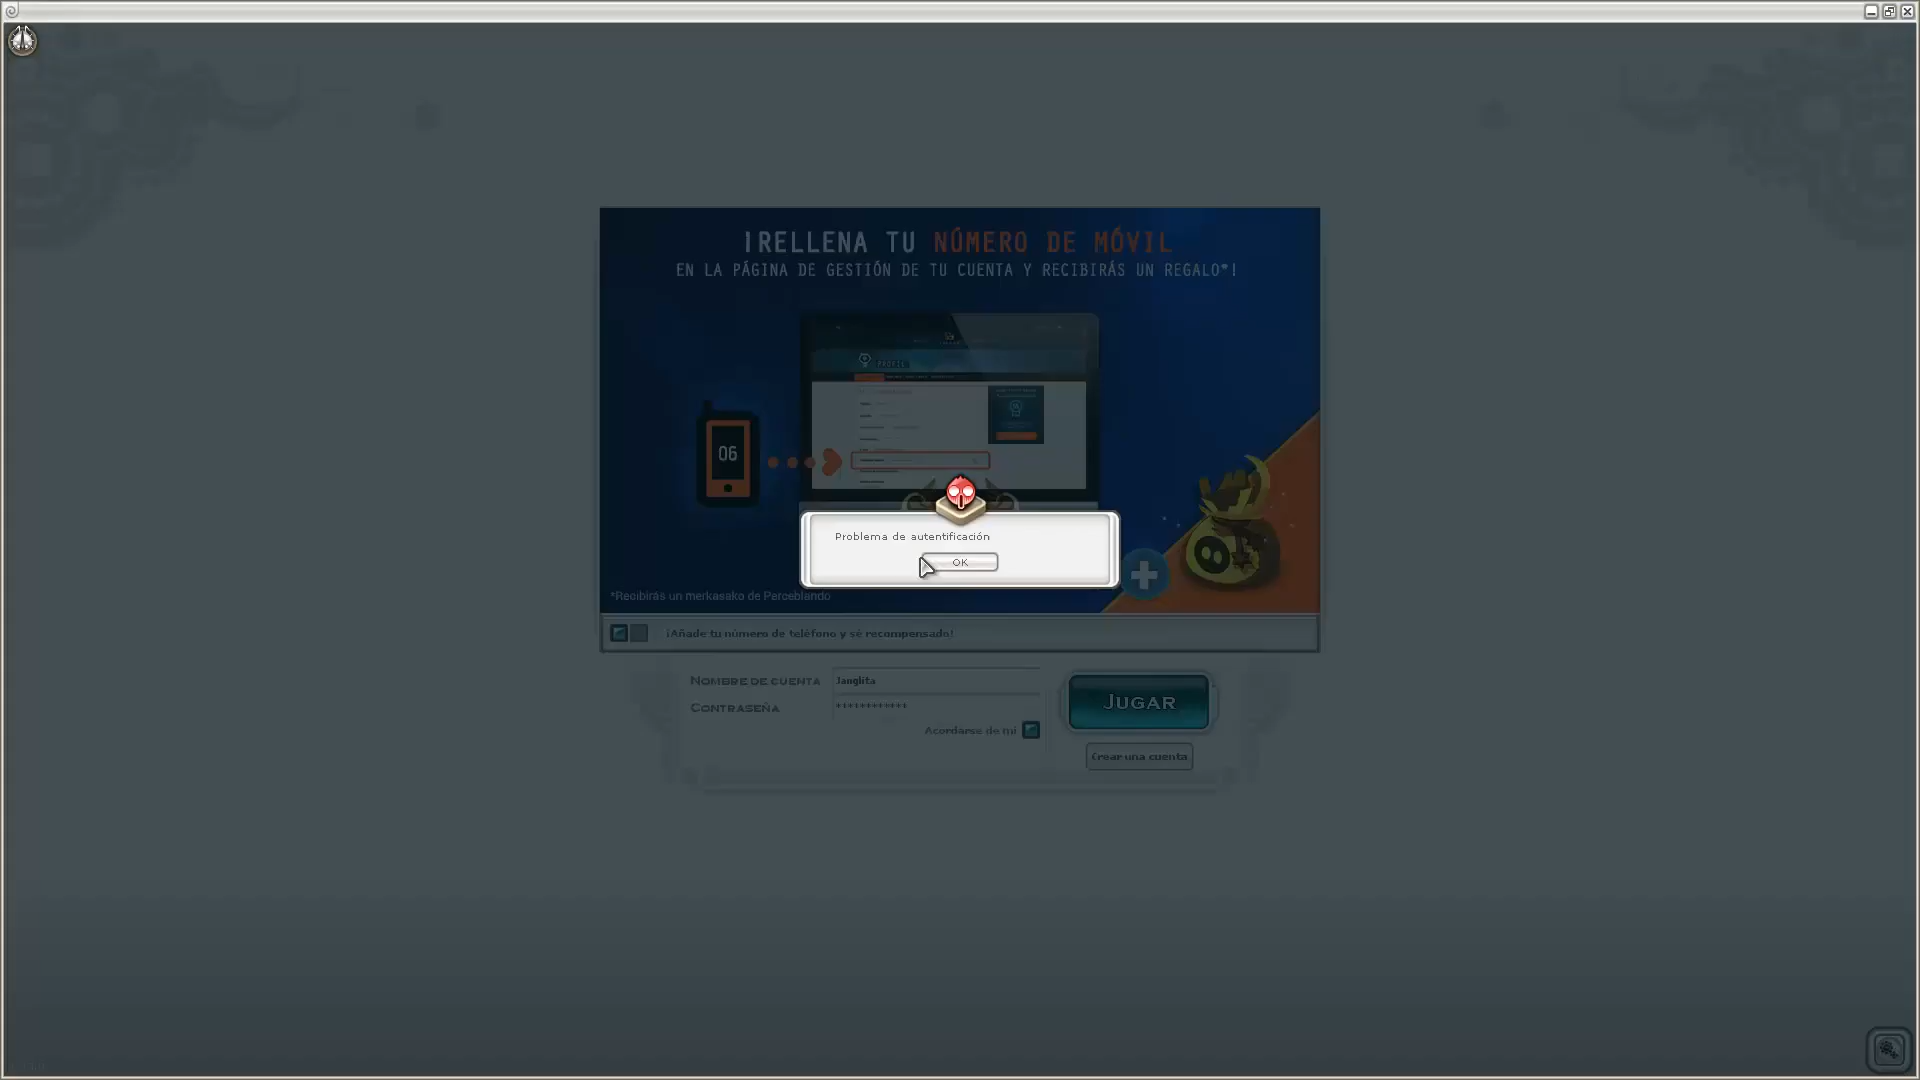 ¡RELLENA TU NÚMERO DE MÓVIL
EN LA PÁGINA DE GESTIÓN DE TU CUENTA Y RECIBIRÁS UN REGALO*!
06
Problema de autentificación
OK
*Recibirás un merkasako de Perceblando
¡Añade tu número de teléfono y sé recompensado!
NOMBRE DE CUENTA
Janglita
CONTRASEÑA
************
Acordarse de mí
JUGAR
Crear una cuenta